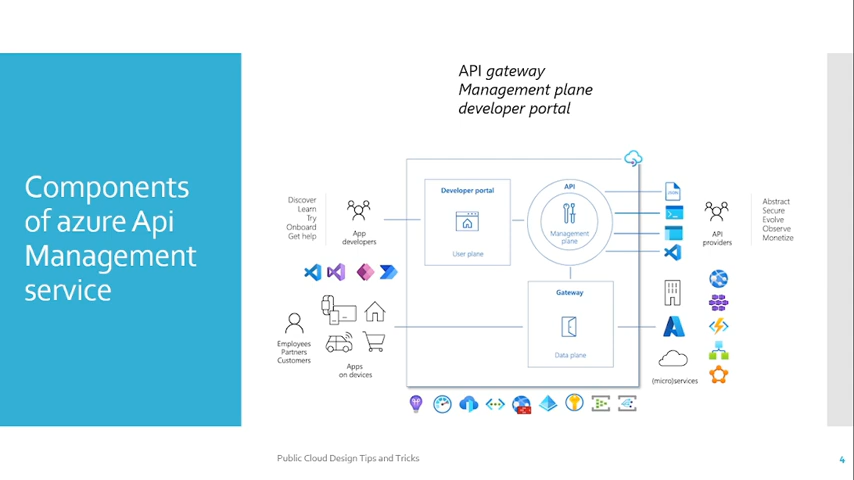 API gateway
Management plane
developer portal
Components
of azure Api
Management
service
Developer portal
User plane
API
Management
plane
Gateway
Data plane
Discover
Learn
Try
Onboard
Get help
App
developers
Employees
Partners
Customers
Apps
on devices
JSON
API
providers
Abstract
Secure
Evolve
Observe
Monetize
(micro)services
Public Cloud Design Tips and Tricks
4